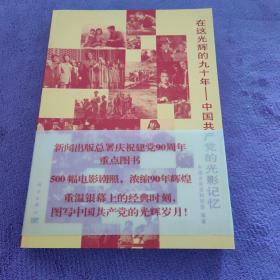 在这光辉的九十年——中国共产党的光影记忆
新闻出版总署庆祝建党90周年
重点图书
500幅电影剧照，浓缩90年辉煌
重温银幕上的经典时刻，
图写中国共产党的光辉岁月！